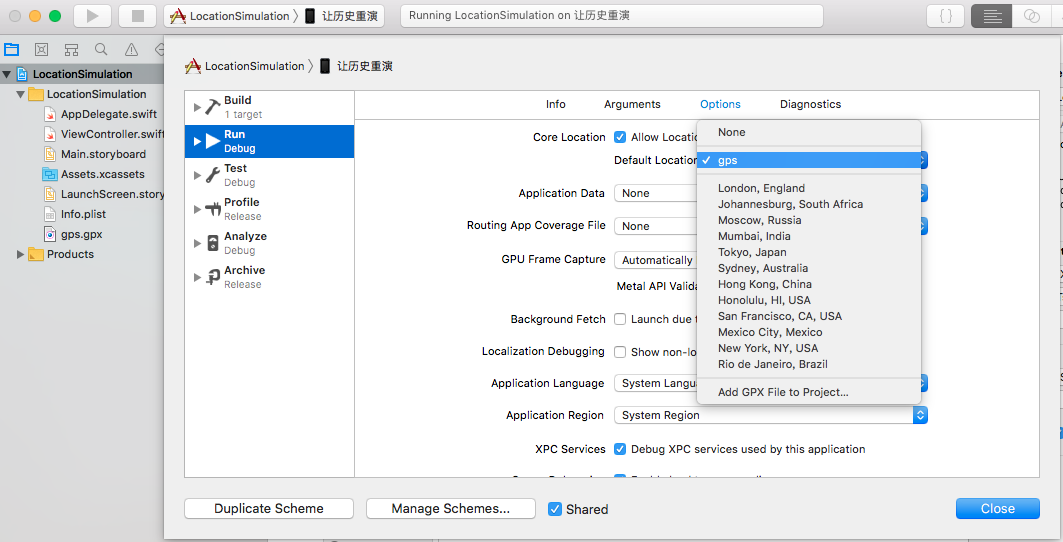 LocationSimulation 〉 让历史重演
Running LocationSimulation on 让历史重演
{ }
LocationSimulation 〉 让历史重演
LocationSimulation
LocationSimulation
AppDelegate.swift
ViewController.swift
Main.storyboard
Assets.xcassets
LaunchScreen.story
Info.plist
gps.gpx
Products
Build
1 target
Run
Debug
Test
Debug
Profile
Release
Analyze
Debug
Archive
Release
Info Arguments Options Diagnostics
Core Location Allow Locatio
Default Location
Application Data None
Routing App Coverage File None
GPU Frame Capture Automatically
Metal API Valida
Background Fetch Launch due t
Localization Debugging Show non-lo
Application Language System Langu
Application Region System Region
XPC Services Debug XPC services used by this application
None
gps
London, England
Johannesburg, South Africa
Moscow, Russia
Mumbai, India
Tokyo, Japan
Sydney, Australia
Hong Kong, China
Honolulu, HI, USA
San Francisco, CA, USA
Mexico City, Mexico
New York, NY, USA
Rio de Janeiro, Brazil
Add GPX File to Project...
Duplicate Scheme Manage Schemes... Shared Close